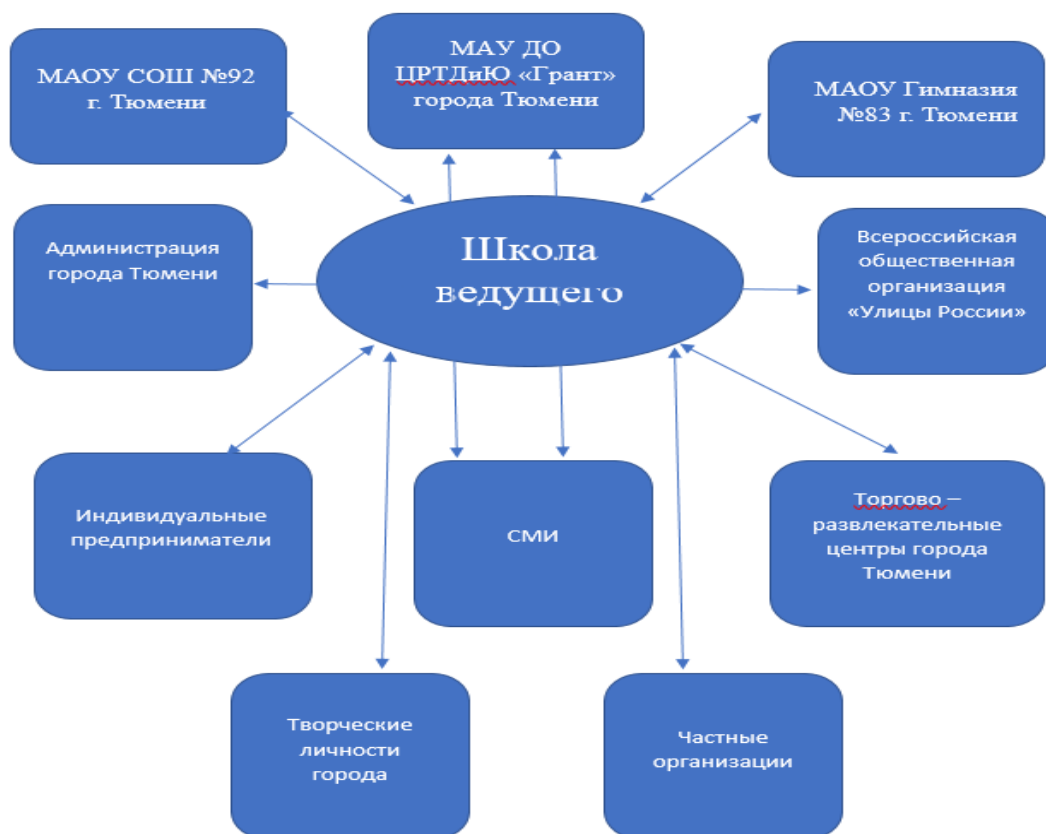 МАОУ СОШ №92
г. Тюмени
МАУ ДО
ЦРТДиЮ «Грант»
города Тюмени
МАОУ Гимназия
№83 г. Тюмени
Школа
ведущего
Администрация
города Тюмени
Всероссийская
общественная
организация
«Улицы России»
Индивидуальные
предприниматели
СМИ
Торгово –
развлекательные
центры города
Тюмени
Творческие
личности
города
Частные
организации